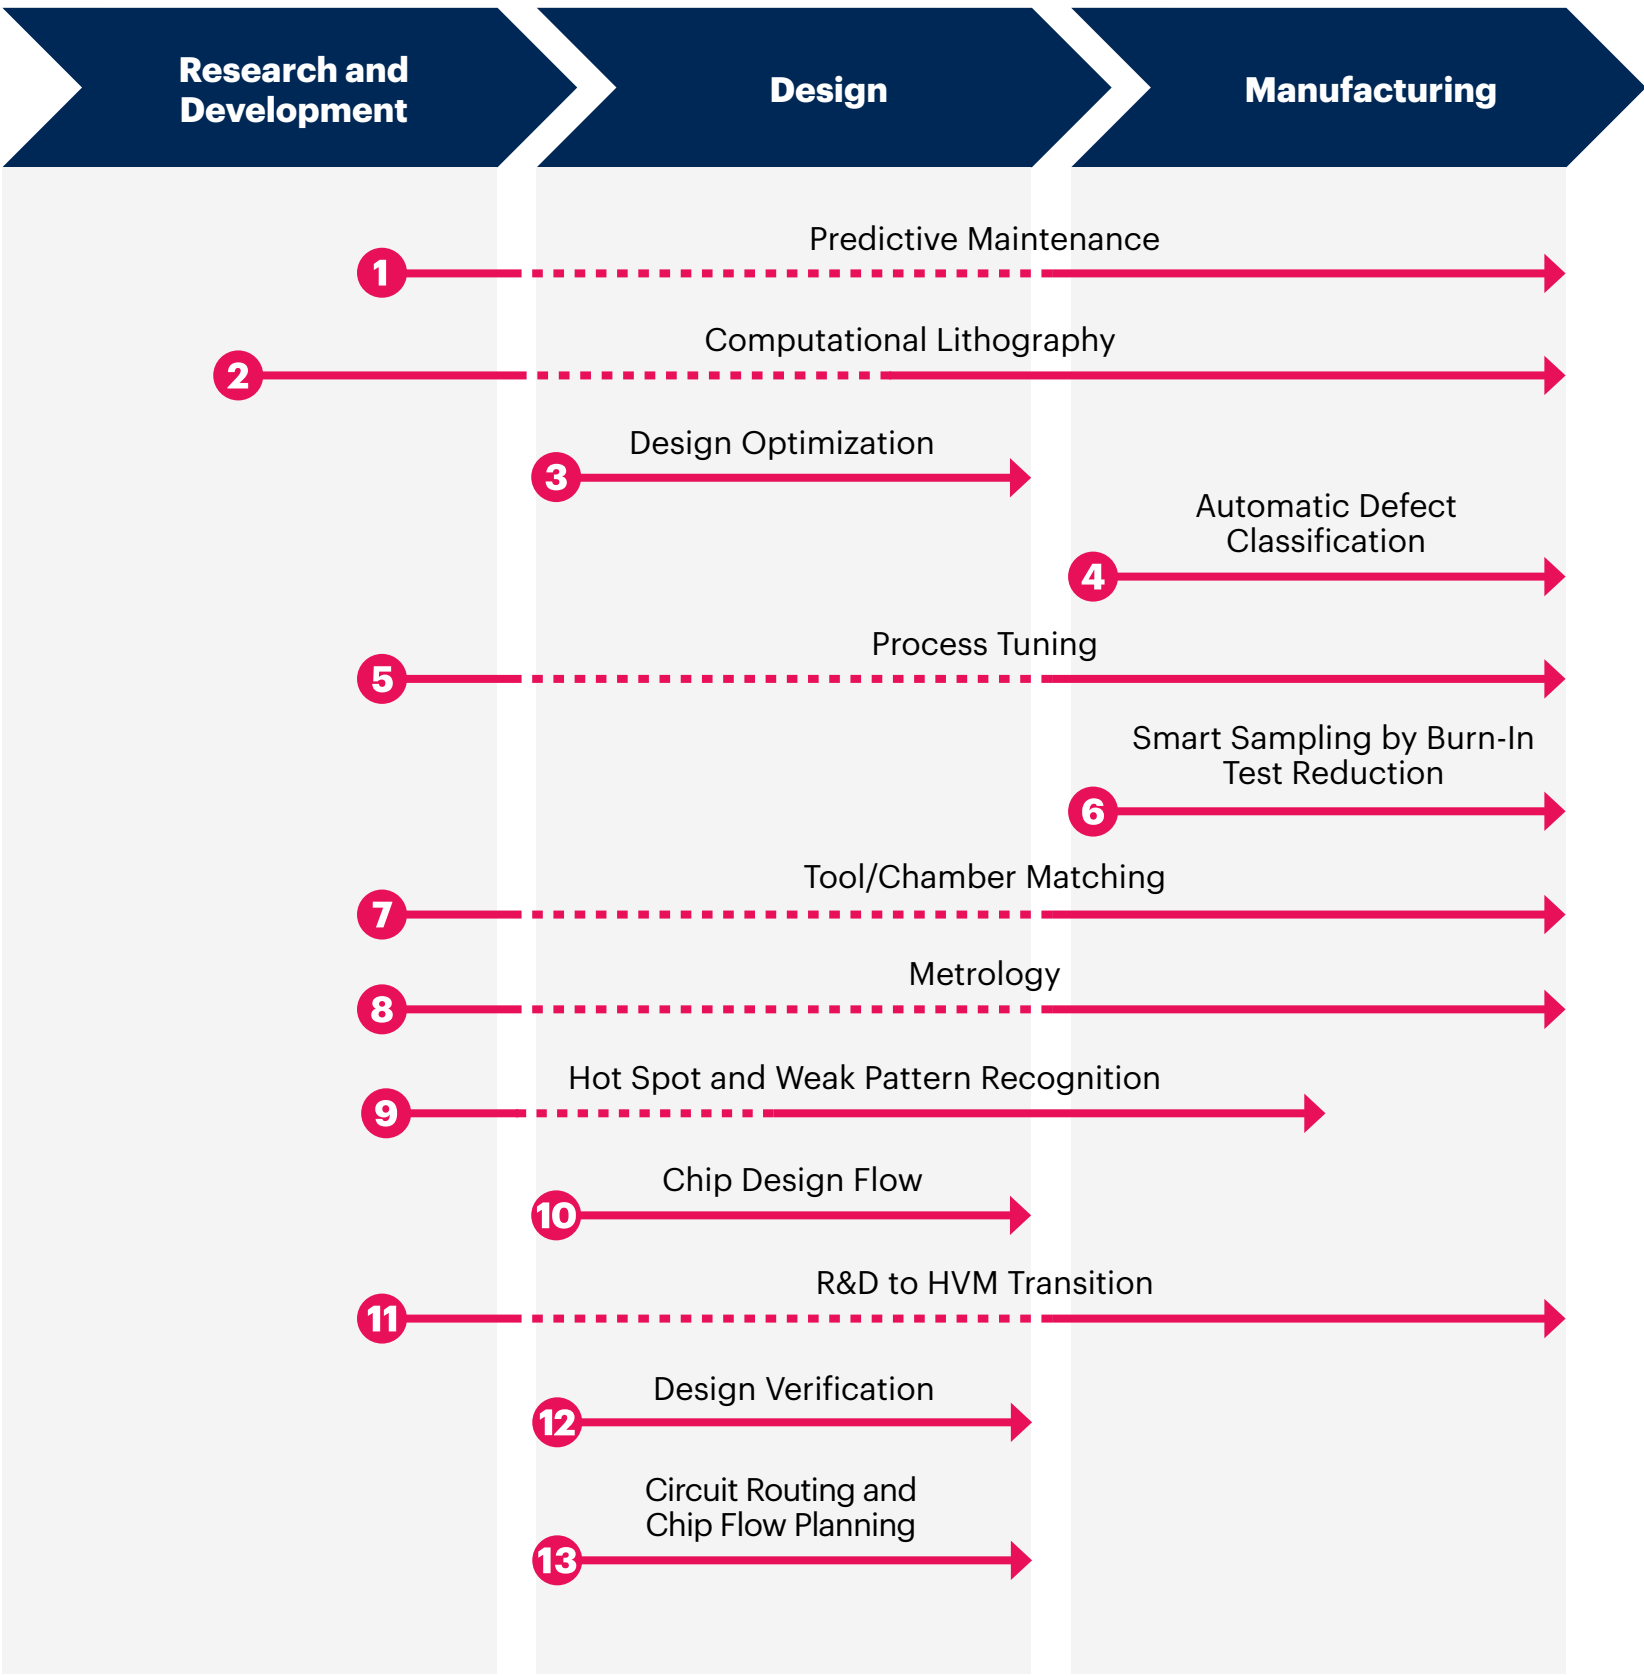 Research and
Development
Design
Manufacturing
Predictive Maintenance
1
Computational Lithography
2
Design Optimization
3
Automatic Defect
Classification
4
Process Tuning
5
Smart Sampling by Burn-In
Test Reduction
6
Tool/Chamber Matching
7
Metrology
8
Hot Spot and Weak Pattern Recognition
9
Chip Design Flow
10
R&D to HVM Transition
11
Design Verification
12
Circuit Routing and
Chip Flow Planning
13